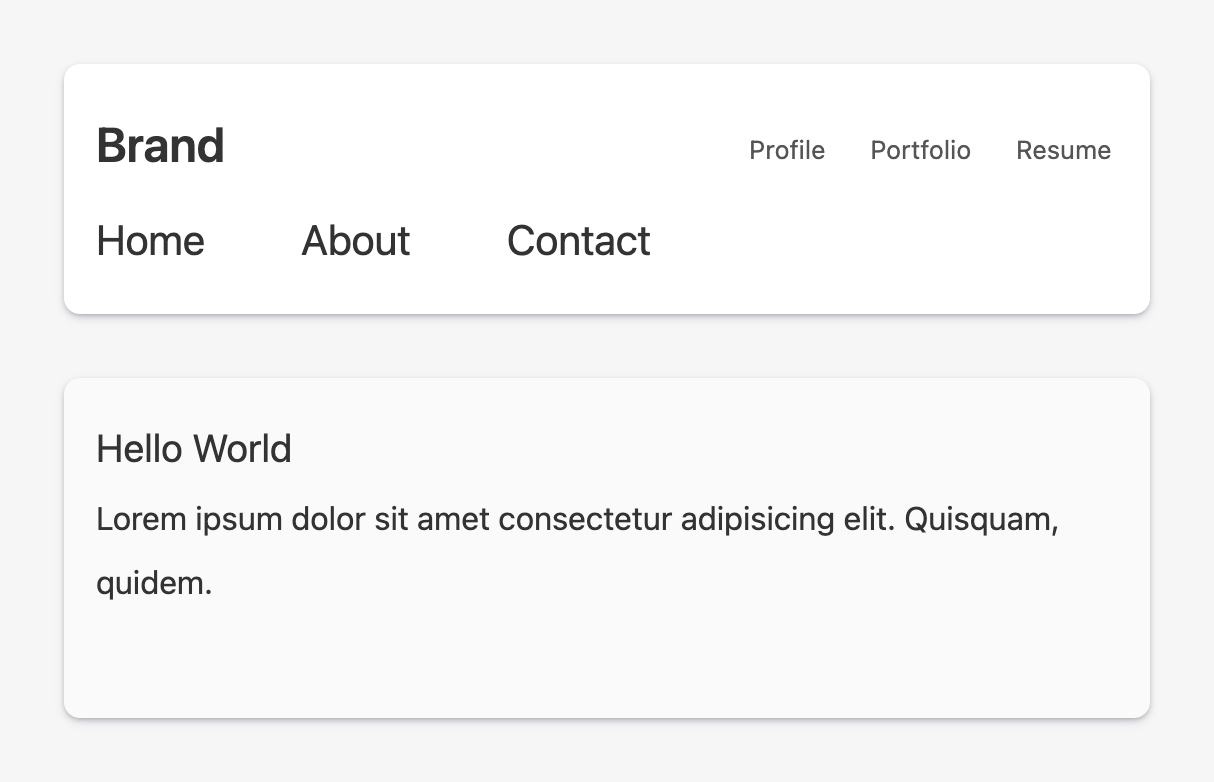 Brand
Profile Portfolio Resume
Home About Contact
Hello World
Lorem ipsum dolor sit amet consectetur adipisicing elit. Quisquam,
quidem.